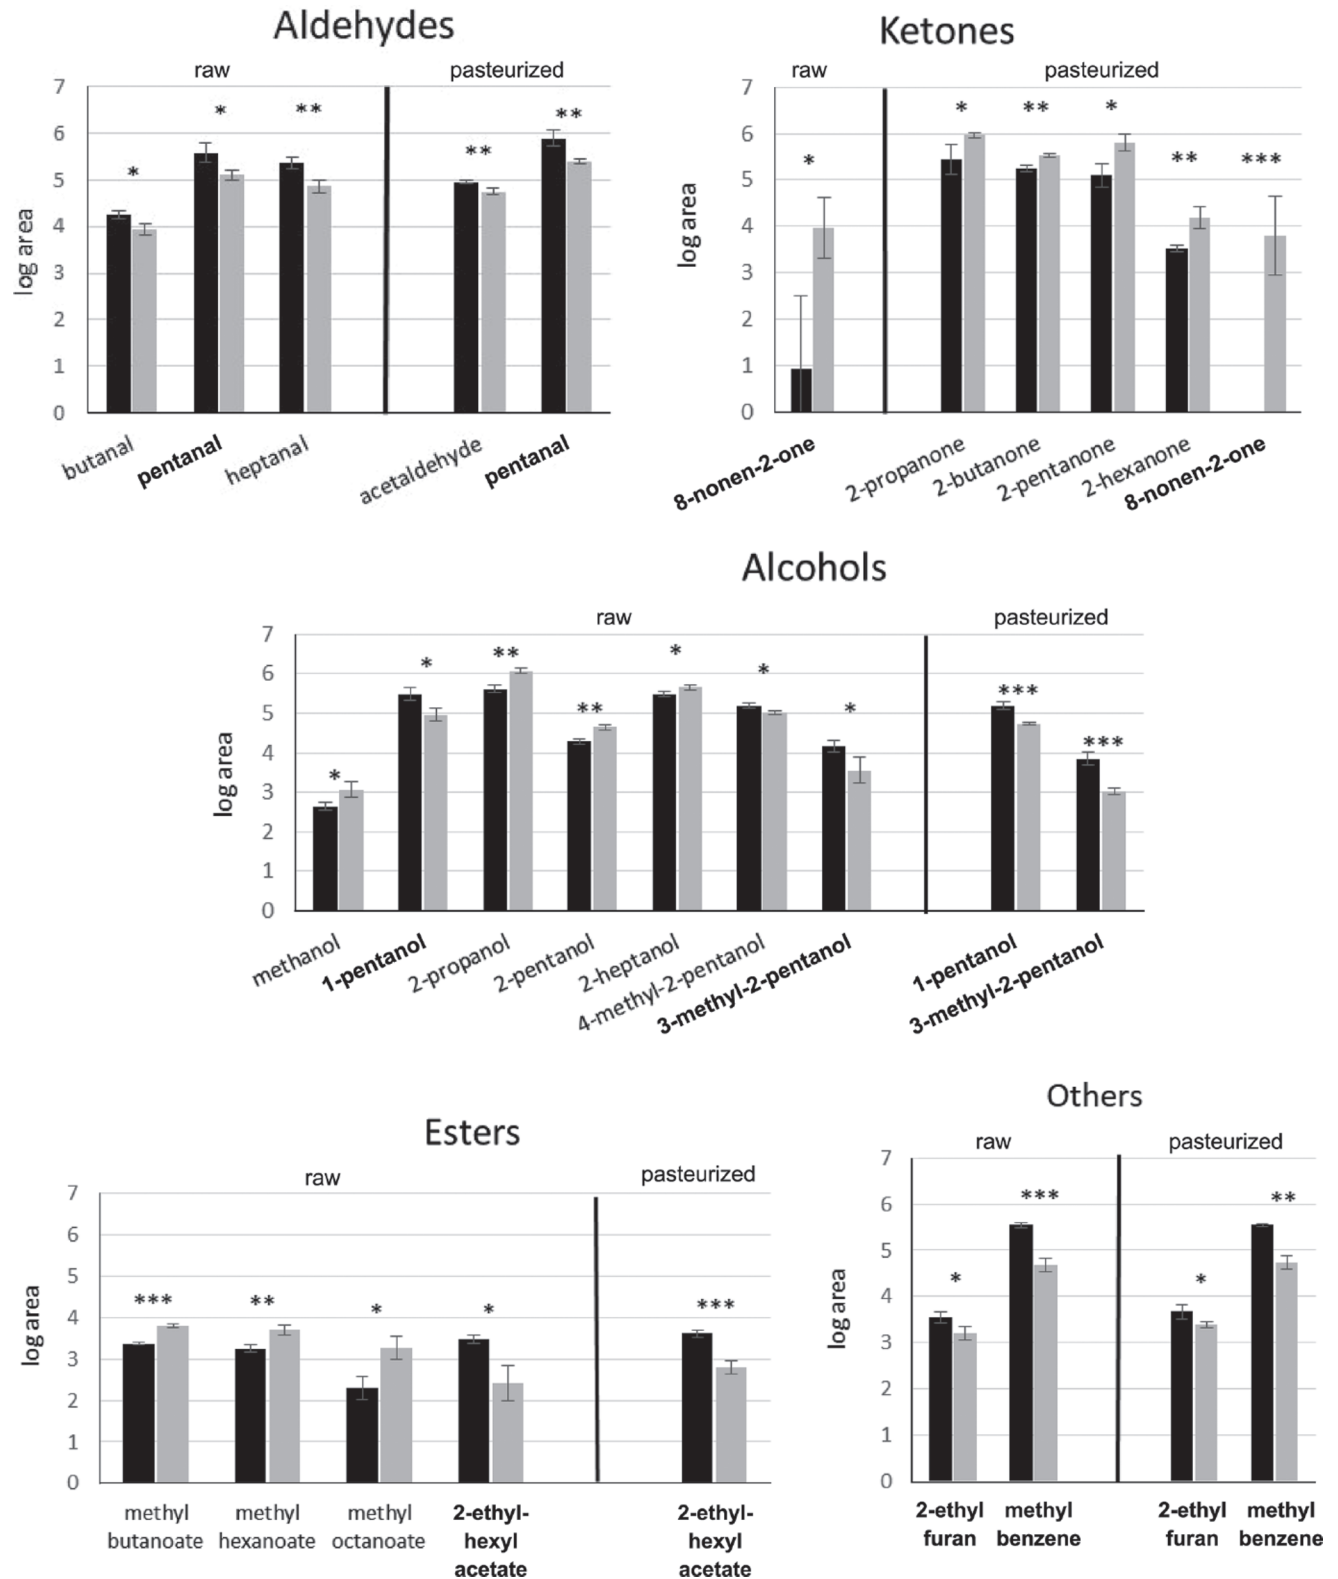 Aldehydes
raw
pasteurized
log area
7
6
5
4
3
2
1
0
*
*
**
**
**
butanal
pentanal
heptanal
acetaldehyde
pentanal
Ketones
raw
pasteurized
log area
7
6
5
4
3
2
1
0
*
*
**
*
**
***
8-nonen-2-one
2-propanone
2-butanone
2-pentanone
2-hexanone
8-nonen-2-one
Alcohols
raw
pasteurized
log area
7
6
5
4
3
2
1
0
*
*
**
**
*
*
*
***
***
methanol
1-pentanol
2-propanol
2-pentanol
2-heptanol
4-methyl-2-pentanol
3-methyl-2-pentanol
1-pentanol
3-methyl-2-pentanol
Esters
raw
pasteurized
log area
7
6
5
4
3
2
1
0
***
**
*
*
***
methyl
butanoate
methyl
hexanoate
methyl
octanoate
2-ethyl-
hexyl
acetate
2-ethyl-
hexyl
acetate
Others
raw
pasteurized
log area
7
6
5
4
3
2
1
0
*
***
*
**
2-ethyl
furan
methyl
benzene
2-ethyl
furan
methyl
benzene